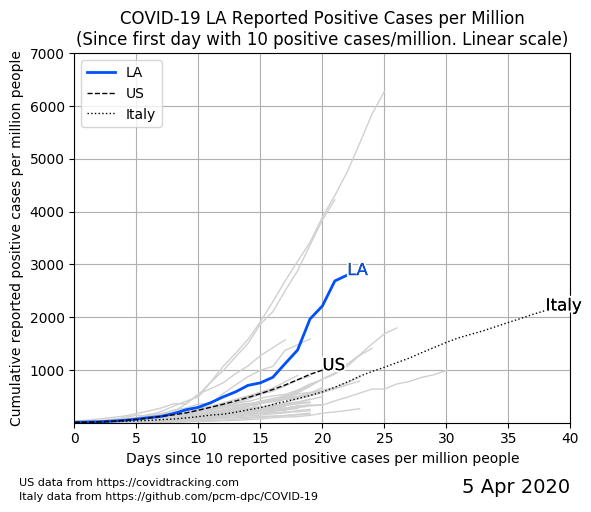 COVID-19 LA Reported Positive Cases per Million
(Since first day with 10 positive cases/million. Linear scale)
Cumulative reported positive cases per million people
7000
6000
5000
4000
3000
2000
1000
LA
US
Italy
LA
Italy
US
0 5 10 15 20 25 30 35 40
Days since 10 reported positive cases per million people
US data from https://covidtracking.com
Italy data from https://github.com/pcm-dpc/COVID-19
5 Apr 2020